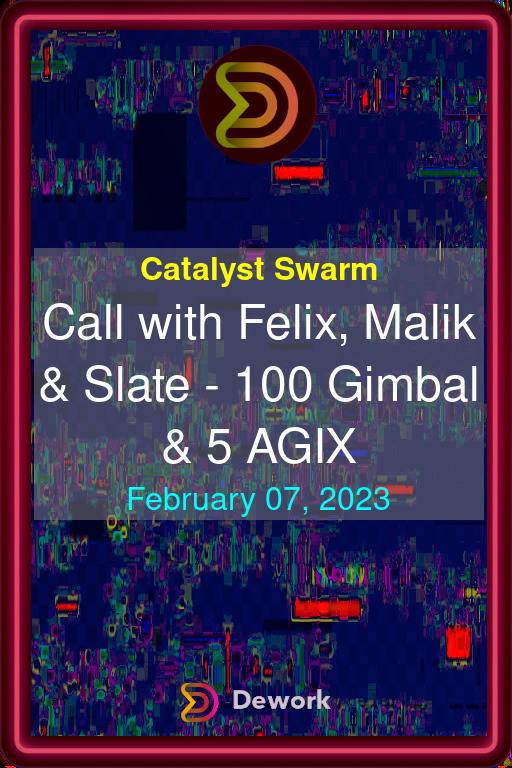 Catalyst Swarm
Call with Felix, Malik
& Slate - 100 Gimbal
& 5 AGIX
February 07, 2023
Dework